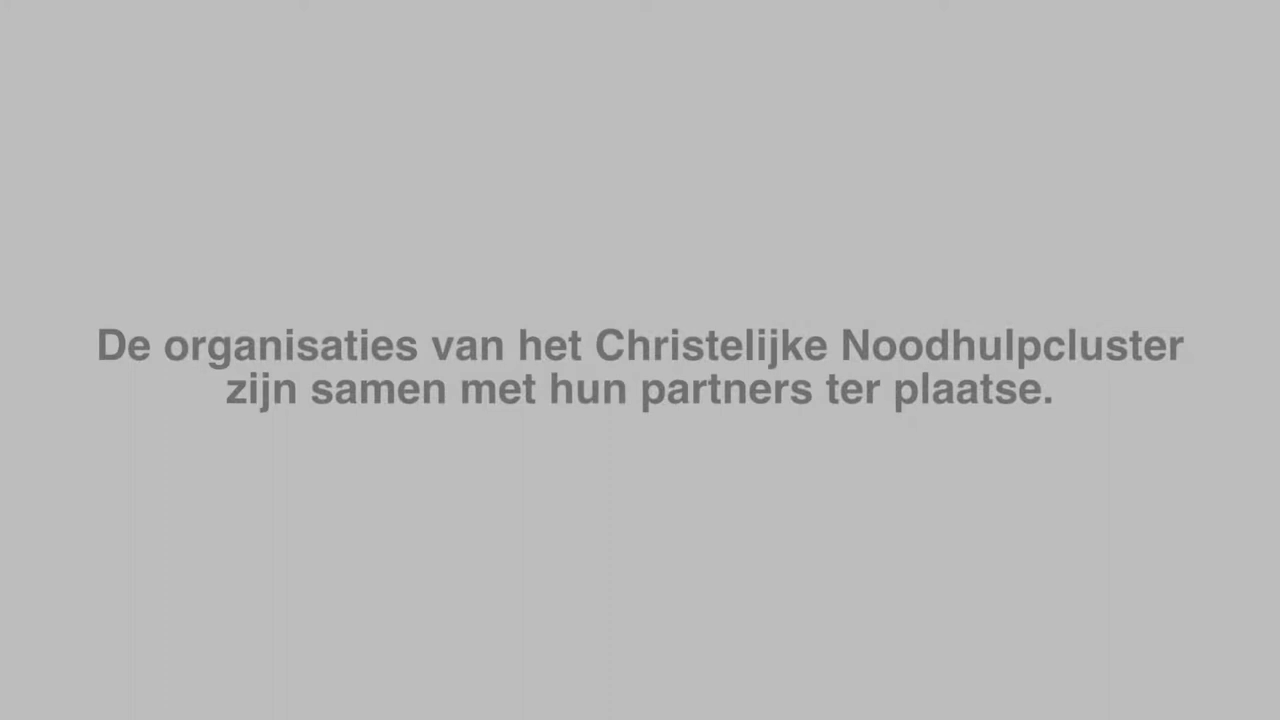 De organisaties van het Christelijke Noodhulpcluster
zijn samen met hun partners ter plaatse.